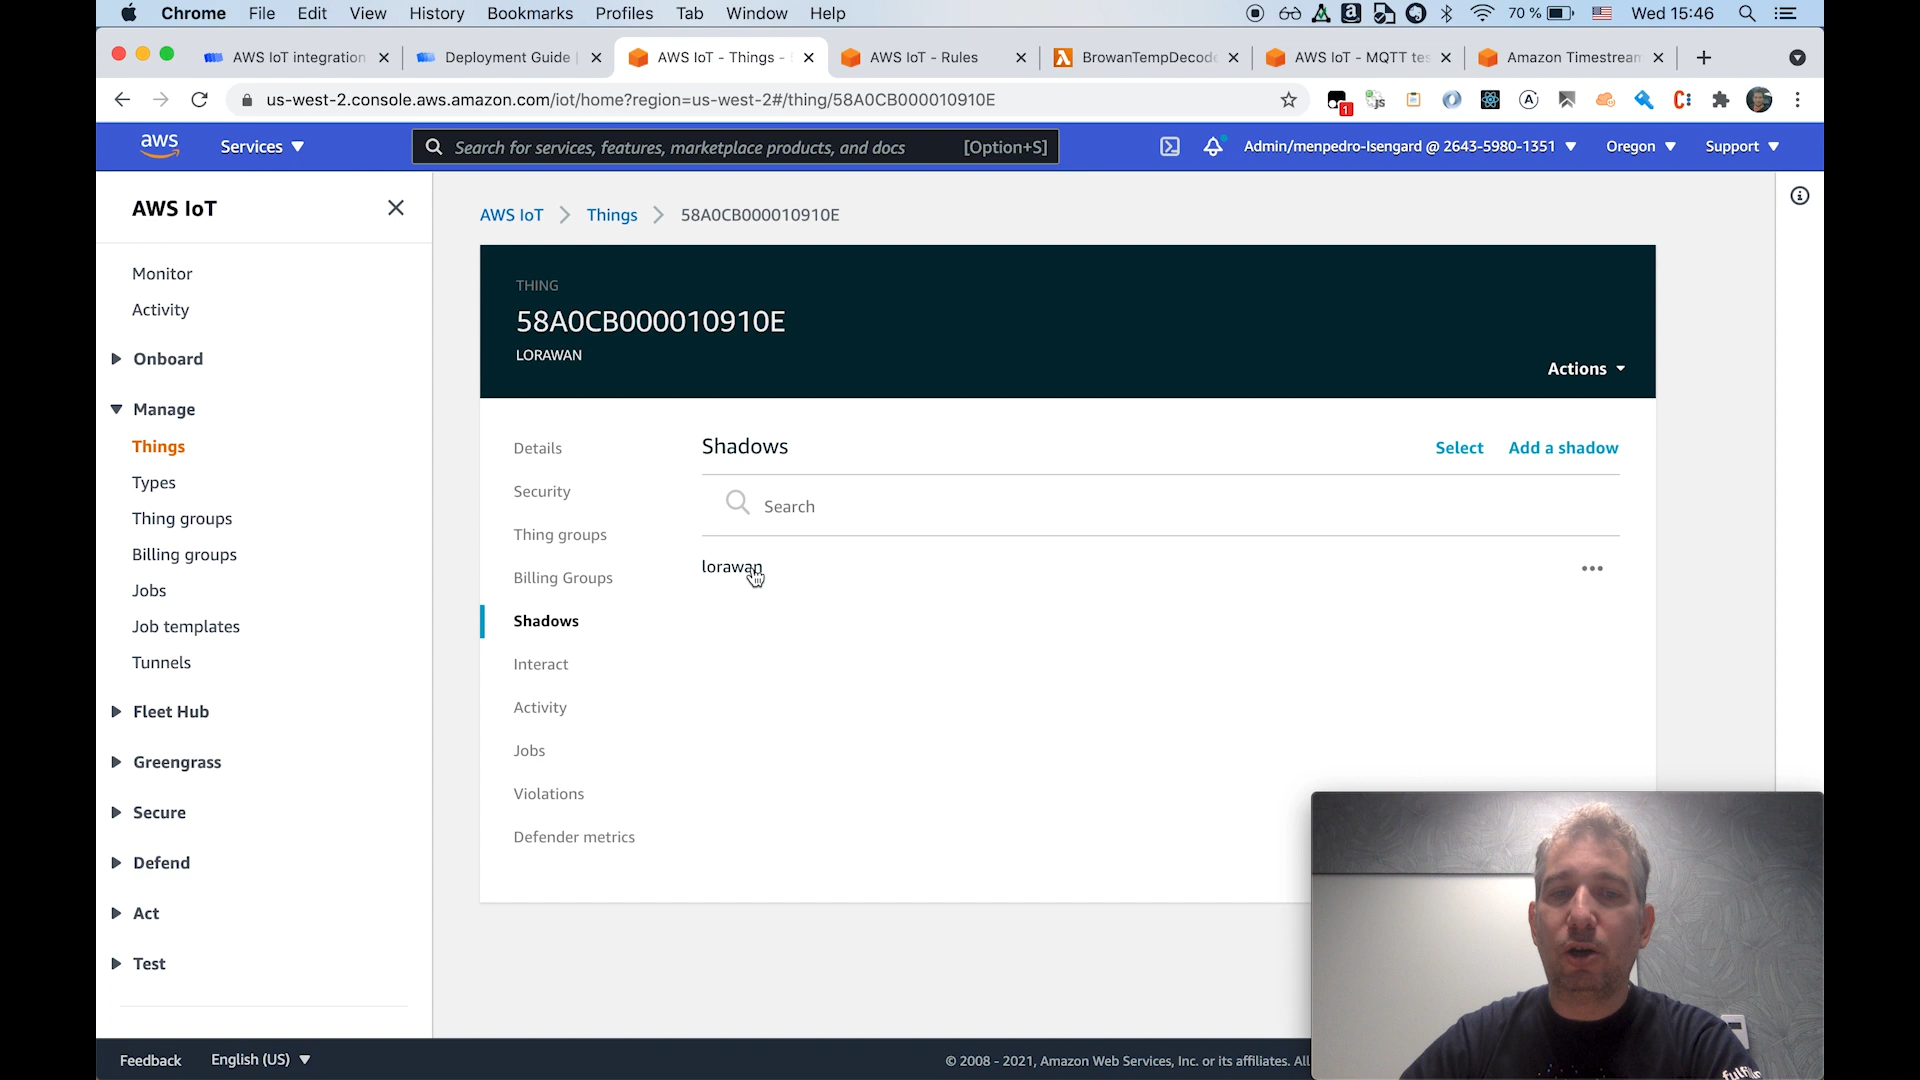 Chrome File Edit View History Bookmarks Profiles Tab Window Help 70 % Wed 15:46
AWS IoT integration Deployment Guide | AWS IoT - Things - AWS IoT - Rules BrowanTempDecode AWS IoT - MQTT tes Amazon Timestream
us-west-2.console.aws.amazon.com/iot/home?region=us-west-2#/thing/58A0CB000010910E
1
aws Services Search for services, features, marketplace products, and docs [Option+S] Admin/menpedro-Isengard @ 2643-5980-1351 Oregon Support
AWS IoT
Monitor
Activity
Onboard
Manage
Things
Types
Thing groups
Billing groups
Jobs
Job templates
Tunnels
Fleet Hub
Greengrass
Secure
Defend
Act
Test
AWS IoT Things 58A0CB000010910E
THING
58A0CB000010910E
LORAWAN
Actions
Details
Security
Thing groups
Billing Groups
Shadows
Interact
Activity
Jobs
Violations
Defender metrics
Shadows Select Add a shadow
Search
lorawan
Feedback English (US) © 2008 - 2021, Amazon Web Services, Inc. or its affiliates. All